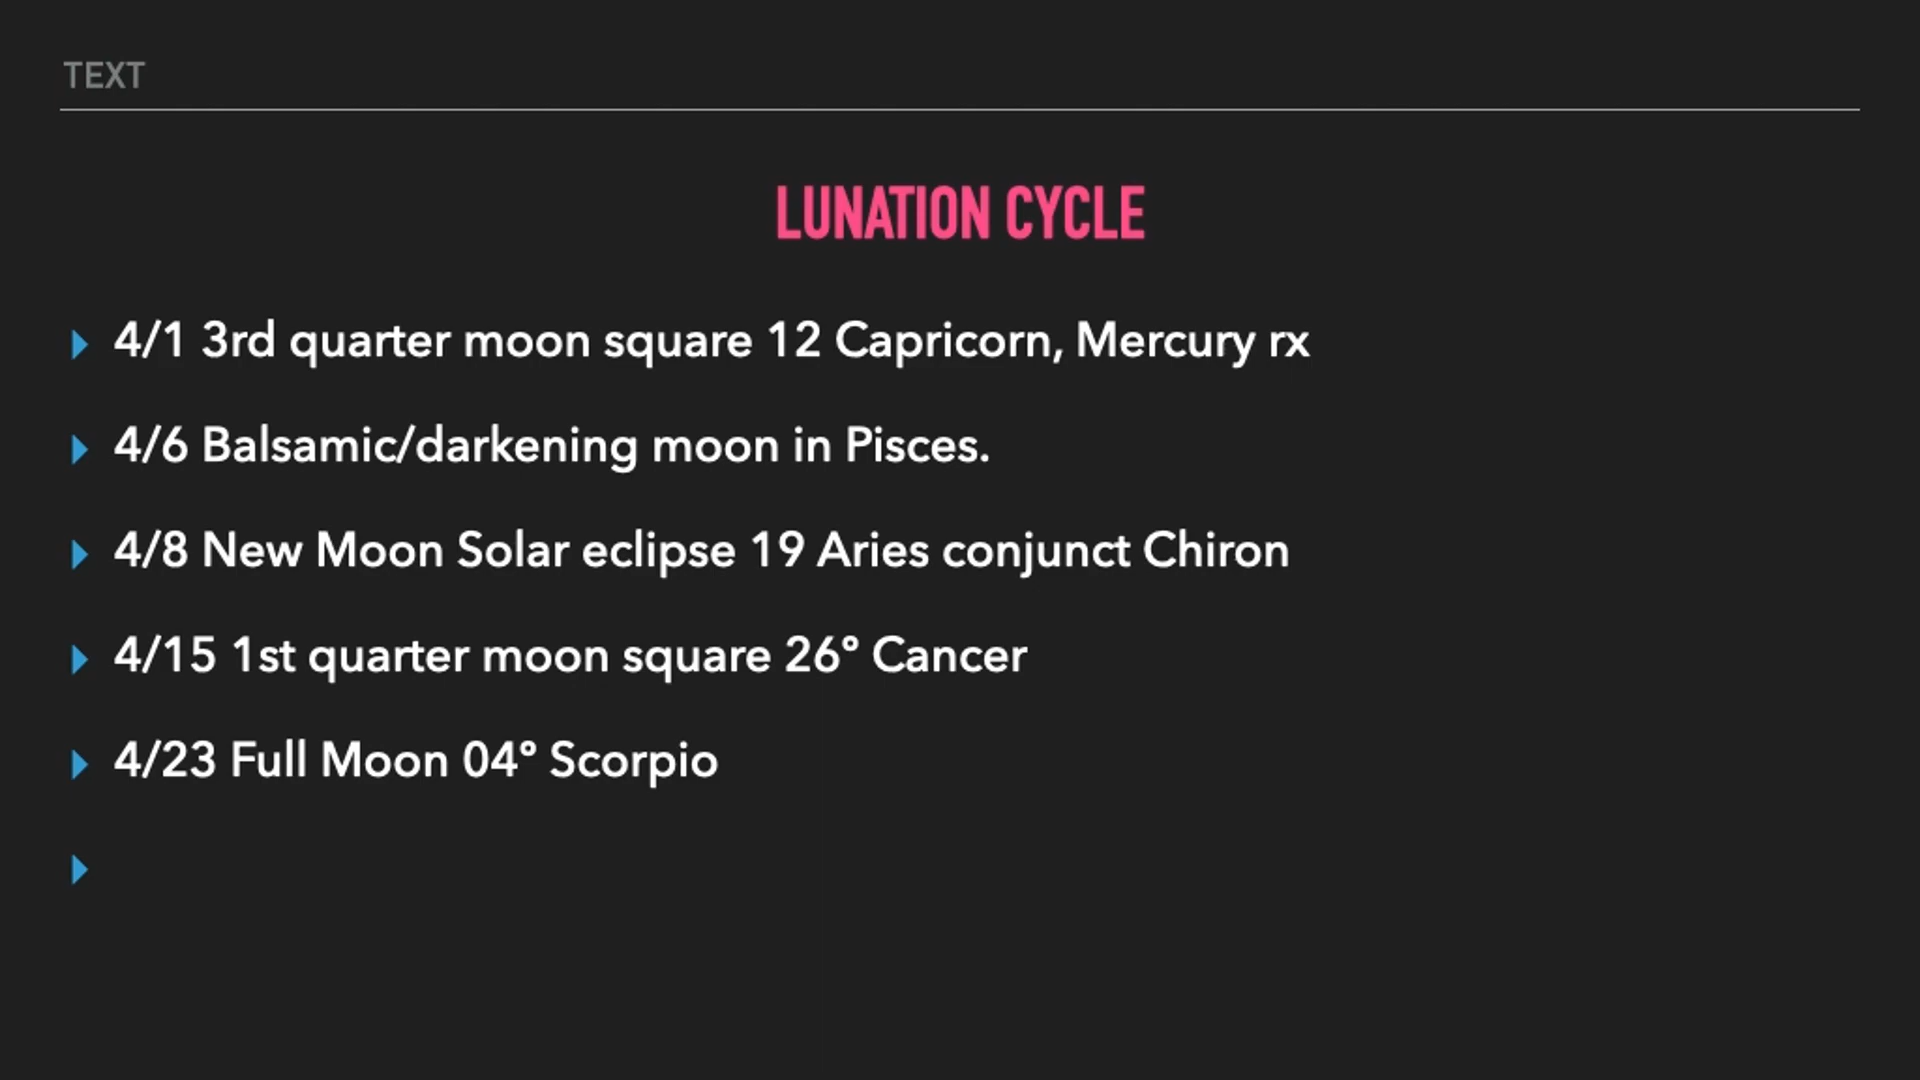 TEXT
LUNATION CYCLE
4/1 3rd quarter moon square 12 Capricorn, Mercury rx
4/6 Balsamic/darkening moon in Pisces.
4/8 New Moon Solar eclipse 19 Aries conjunct Chiron
4/15 1st quarter moon square 26° Cancer
4/23 Full Moon 04° Scorpio